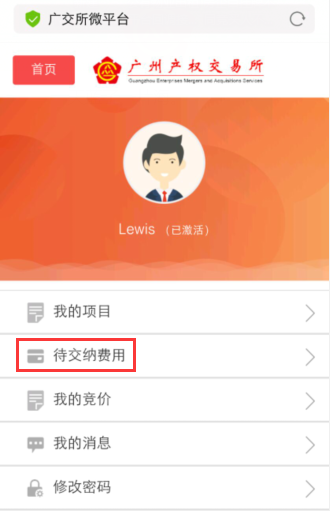 广交所微平台
首页
广州产权交易所
Guangzhou Enterprises Mergers and Acquisitions Services
Lewis （已激活）
我的项目
待交纳费用
我的竞价
我的消息
修改密码